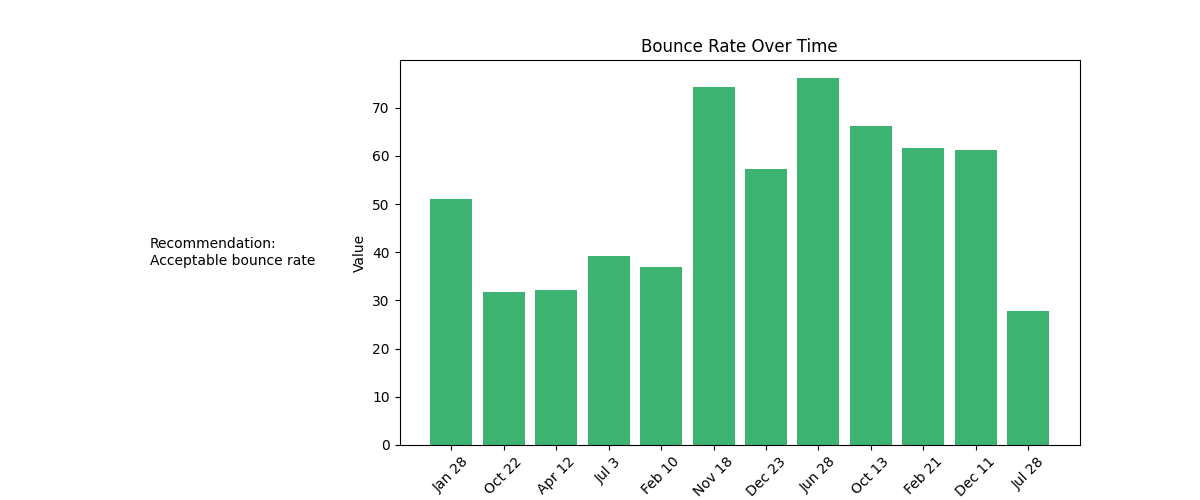 Bounce Rate Over Time
Recommendation:
Acceptable bounce rate
Value
70
60
50
40
30
20
10
0
Jan 28
Oct 22
Apr 12
Jul 3
Feb 10
Nov 18
Dec 23
Jun 28
Oct 13
Feb 21
Dec 11
Jul 28